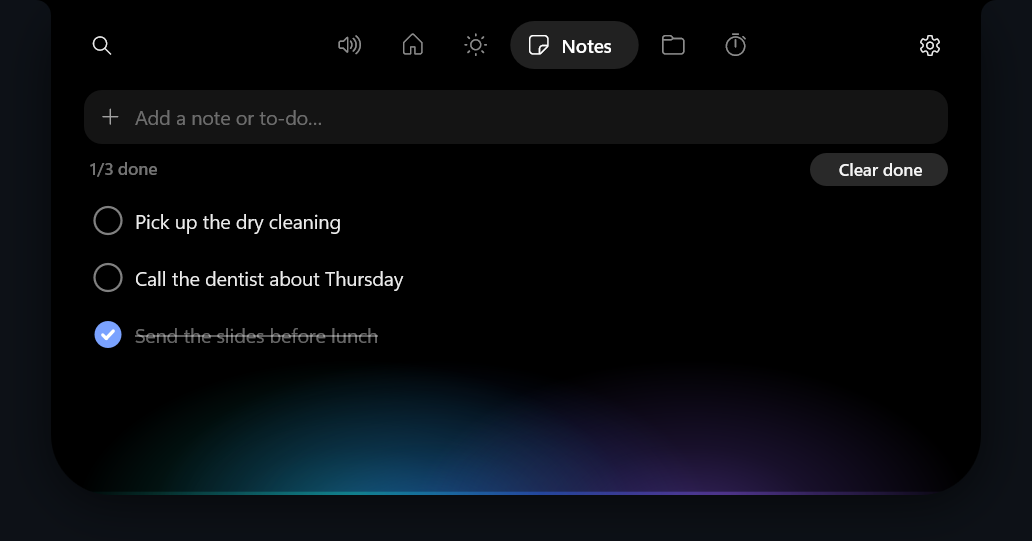 Notes
Add a note or to-do...
1/3 done
Clear done
Pick up the dry cleaning
Call the dentist about Thursday
Send the slides before lunch